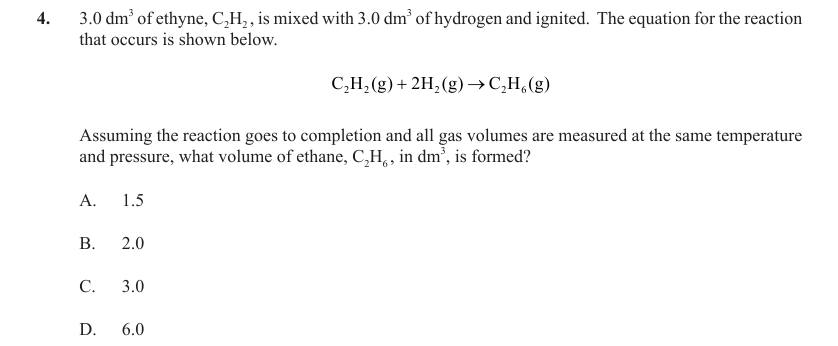 4. 3.0 dm³ of ethyne, C₂H₂, is mixed with 3.0 dm³ of hydrogen and ignited. The equation for the reaction
that occurs is shown below.
C₂H₂(g) + 2H₂(g) → C₂H₆(g)
Assuming the reaction goes to completion and all gas volumes are measured at the same temperature
and pressure, what volume of ethane, C₂H₆, in dm³, is formed?
A. 1.5
B. 2.0
C. 3.0
D. 6.0